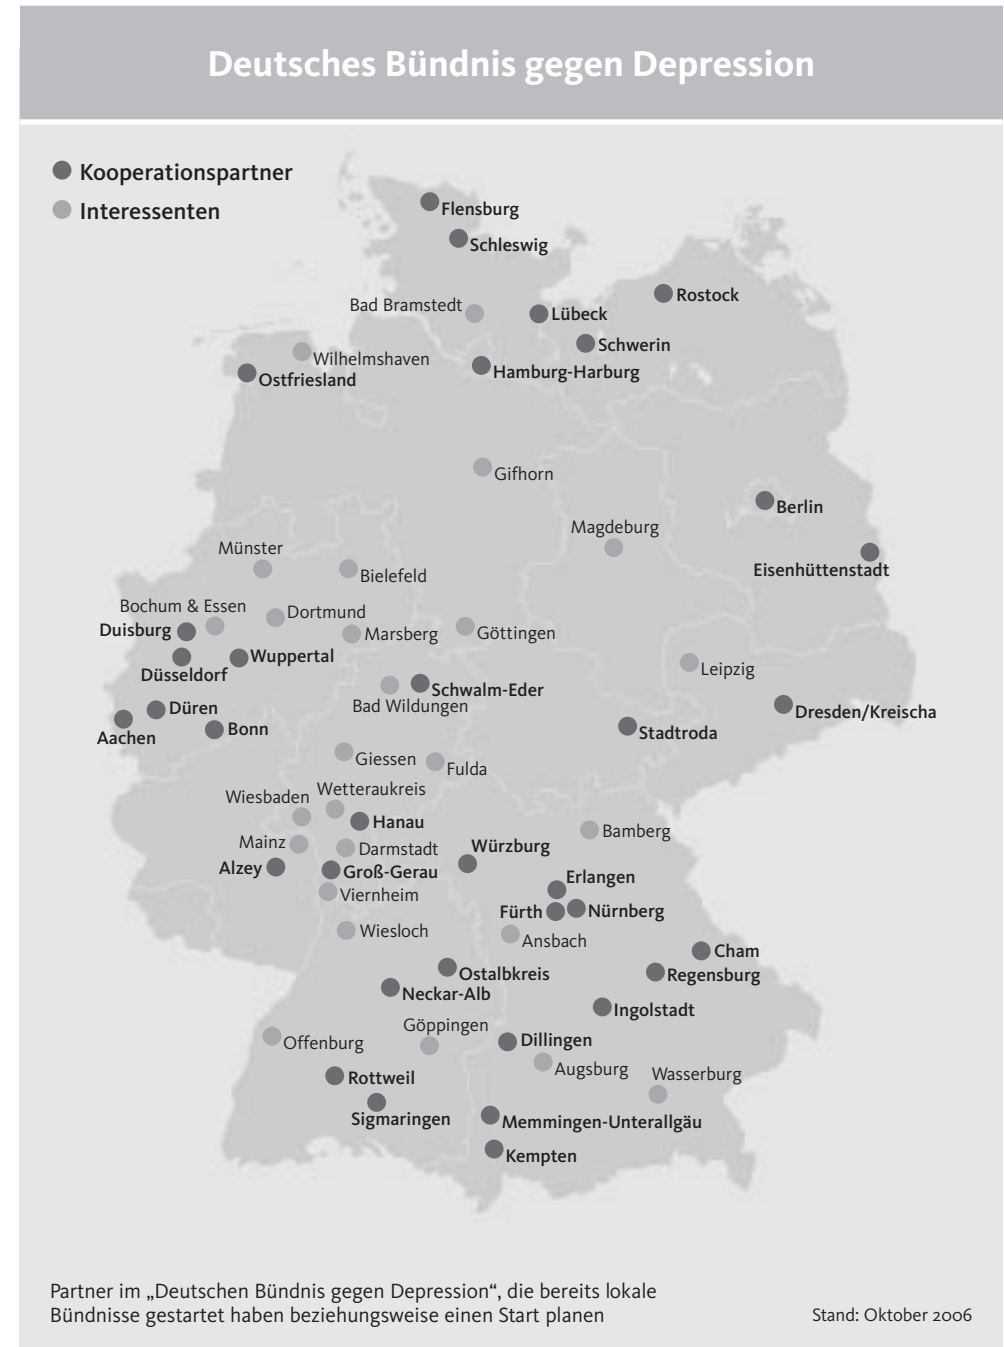 Deutsches Bündnis gegen Depression
Kooperationspartner
Interessenten
Flensburg
Schleswig
Rostock
Bad Bramstedt
Lübeck
Schwerin
Wilhelmshaven
Hamburg-Harburg
Ostfriesland
Gifhorn
Berlin
Magdeburg
Münster
Eisenhüttenstadt
Bielefeld
Bochum & Essen
Dortmund
Duisburg
Marsberg
Göttingen
Wuppertal
Leipzig
Düsseldorf
Schwalm-Eder
Bad Wildungen
Düren
Dresden/Kreischa
Bonn
Stadtroda
Aachen
Giessen
Fulda
Wetteraukreis
Wiesbaden
Hanau
Bamberg
Mainz
Darmstadt
Würzburg
Alzey
Groß-Gerau
Erlangen
Viernheim
Fürth
Nürnberg
Wiesloch
Ansbach
Cham
Ostalbkreis
Regensburg
Neckar-Alb
Ingolstadt
Göppingen
Offenburg
Dillingen
Augsburg
Wasserburg
Rottweil
Sigmaringen
Memmingen-Unterallgäu
Kempten
Partner im „Deutschen Bündnis gegen Depression“, die bereits lokale
Bündnisse gestartet haben beziehungsweise einen Start planen
Stand: Oktober 2006